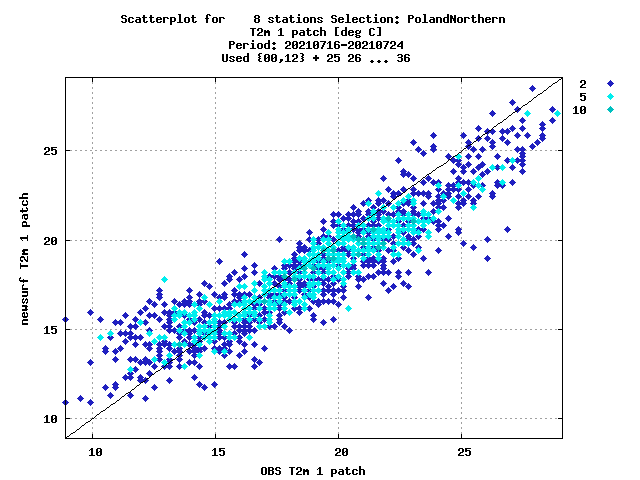 Scatterplot for    8 stations Selection: PolandNorthern
T2m 1 patch [deg C]
Period: 20210716-20210724
Used {00,12} + 25 26 ... 36
2
5
10
25
20
15
10
newsurf T2m 1 patch
10 15 20 25
OBS T2m 1 patch